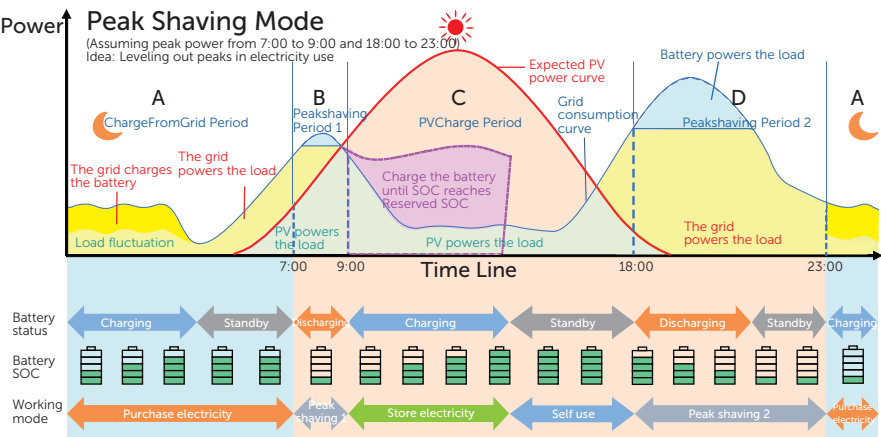 Power
Peak Shaving Mode
(Assuming peak power from 7:00 to 9:00 and 18:00 to 23:00)
Idea: Leveling out peaks in electricity use
Expected PV
power curve
Battery powers the load
A
B
C
D
A
ChargeFromGrid Period
Peakshaving
Period 1
PVCharge Period
Grid
consumption
curve
Peakshaving Period 2
The grid charges
the battery
The grid
powers the load
Charge the battery
until SOC reaches
Reserved SOC
Load fluctuation
PV powers
the load
PV powers the load
The grid
powers the load
7:00
9:00
Time Line
18:00
23:00
Battery
status
Charging
Standby
Discharging
Charging
Standby
Discharging
Standby
Charging
Battery
SOC
Working
mode
Purchase electricity
Peak
shaving 1
Store electricity
Self use
Peak shaving 2
Purchase
electricity